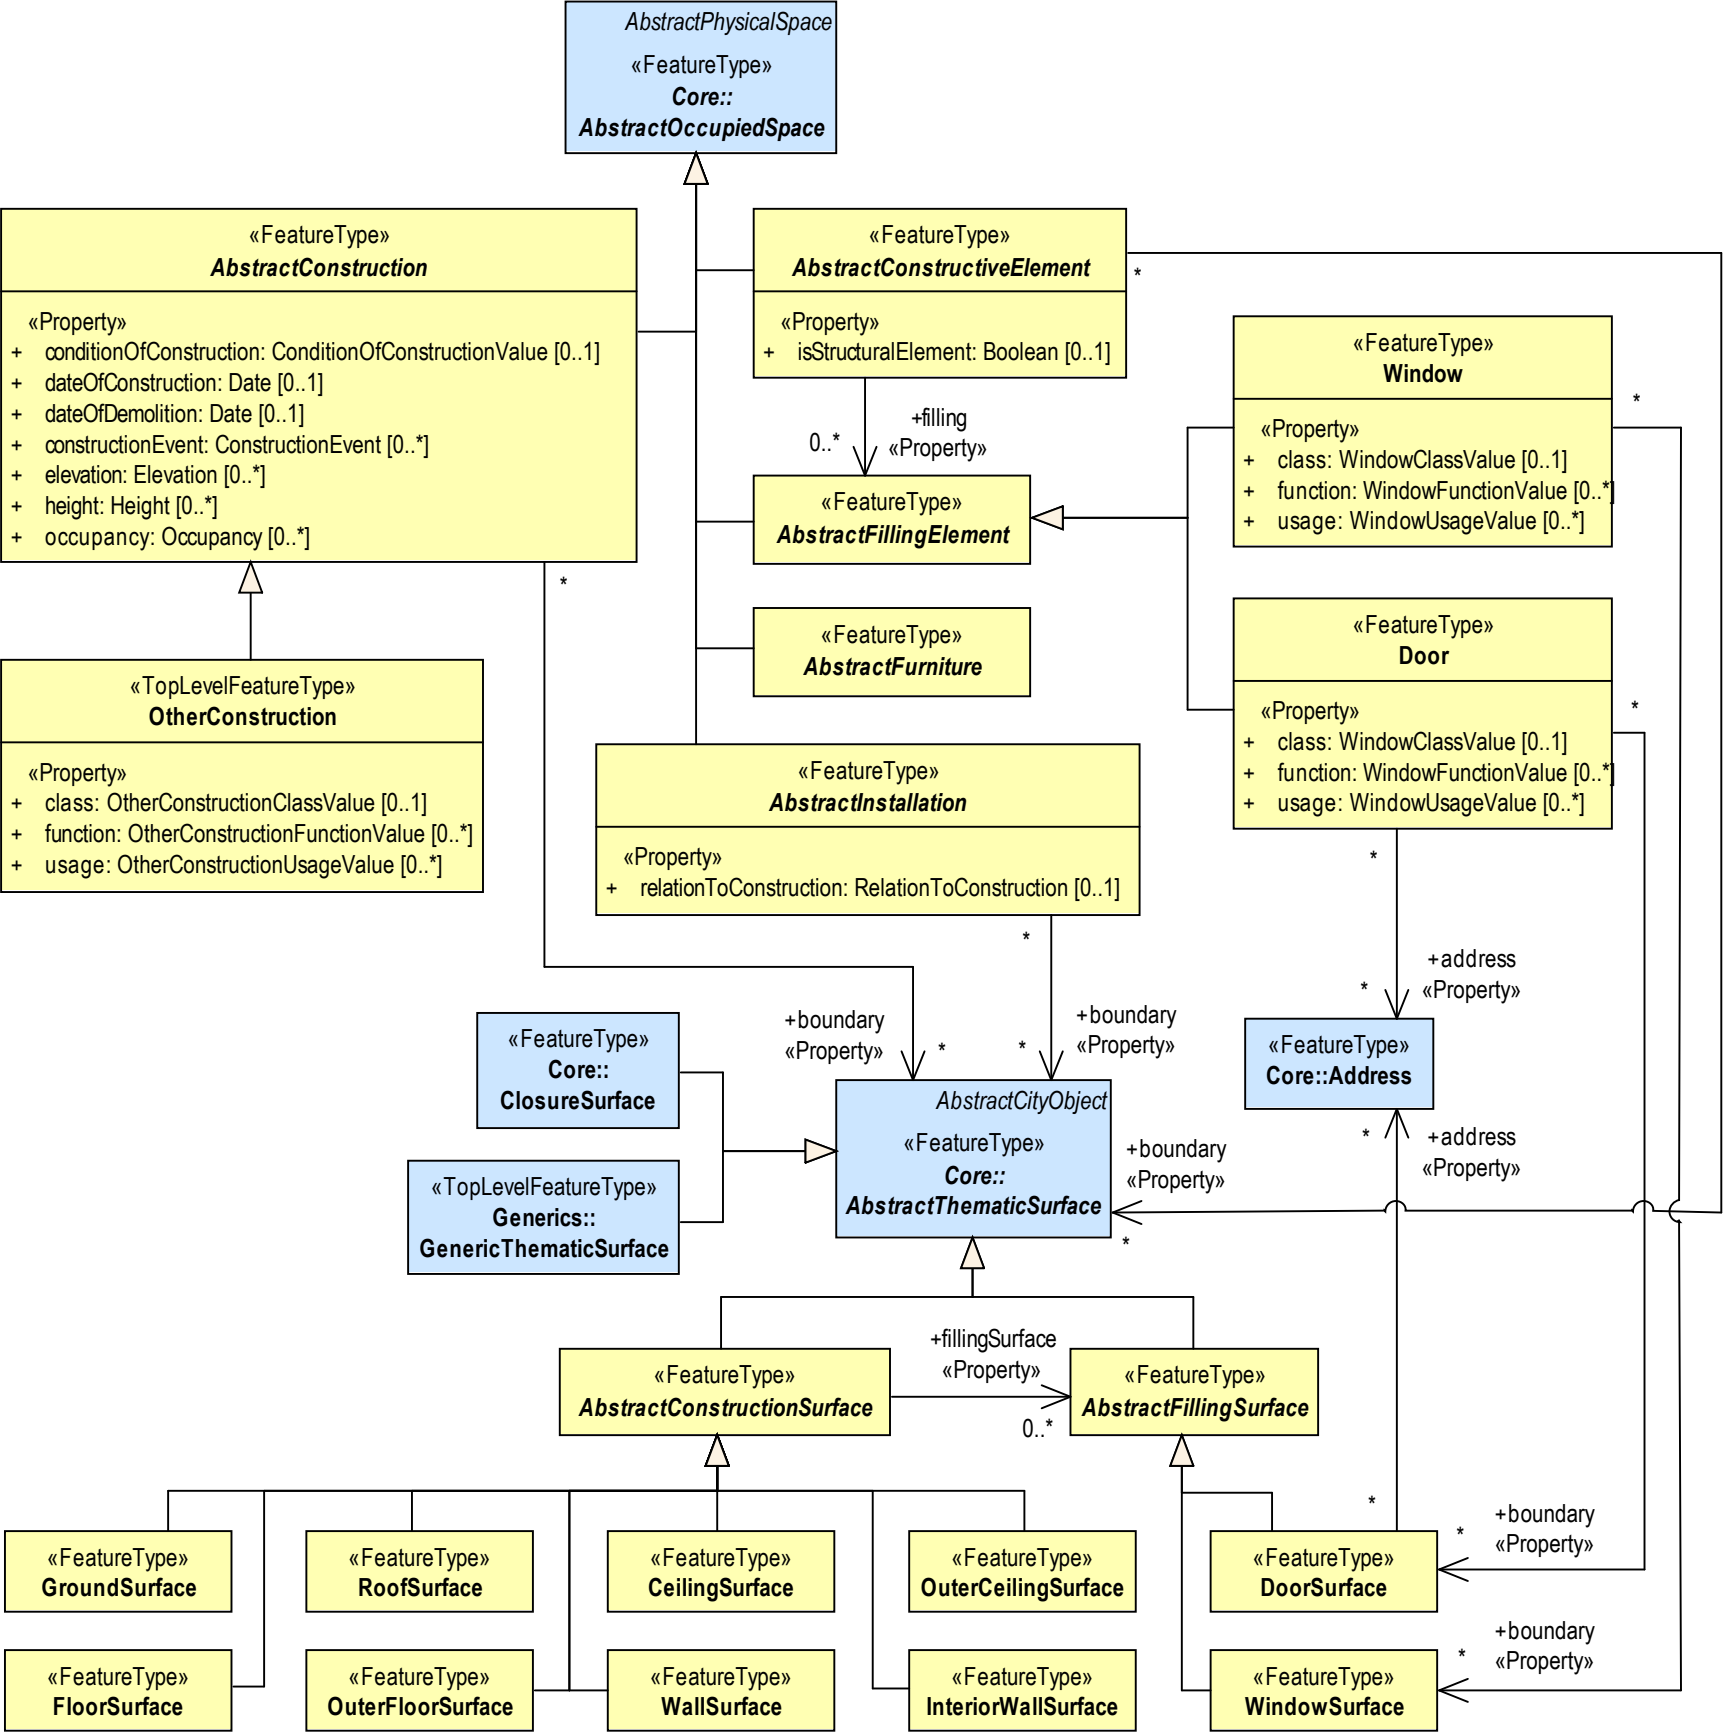 AbstractPhysicalSpace
«FeatureType»
Core::
AbstractOccupiedSpace
«FeatureType»
AbstractConstruction
«Property»
+ conditionOfConstruction: ConditionOfConstructionValue [0..1]
+ dateOfConstruction: Date [0..1]
+ dateOfDemolition: Date [0..1]
+ constructionEvent: ConstructionEvent [0..*]
+ elevation: Elevation [0..*]
+ height: Height [0..*]
+ occupancy: Occupancy [0..*]
*
«FeatureType»
AbstractConstructiveElement
«Property»
+ isStructuralElement: Boolean [0..1]
*
+filling
0..*
«Property»
«FeatureType»
AbstractFillingElement
«FeatureType»
Window
«Property»
+ class: WindowClassValue [0..1]
+ function: WindowFunctionValue [0..*]
+ usage: WindowUsageValue [0..*]
*
«FeatureType»
AbstractFurniture
«FeatureType»
Door
«Property»
+ class: WindowClassValue [0..1]
+ function: WindowFunctionValue [0..*]
+ usage: WindowUsageValue [0..*]
*
*
«TopLevelFeatureType»
OtherConstruction
«Property»
+ class: OtherConstructionClassValue [0..1]
+ function: OtherConstructionFunctionValue [0..*]
+ usage: OtherConstructionUsageValue [0..*]
«FeatureType»
AbstractInstallation
«Property»
+ relationToConstruction: RelationToConstruction [0..1]
*
+boundary
«Property»
*
+boundary
«Property»
*
+address
«Property»
*
«FeatureType»
Core::Address
*
+address
«Property»
«FeatureType»
Core::
ClosureSurface
«TopLevelFeatureType»
Generics::
GenericThematicSurface
AbstractCityObject
«FeatureType»
Core::
AbstractThematicSurface
+boundary
«Property»
*
«FeatureType»
AbstractConstructionSurface
+fillingSurface
«Property»
0..*
«FeatureType»
AbstractFillingSurface
*
+boundary
«Property»
*
«FeatureType»
GroundSurface
«FeatureType»
RoofSurface
«FeatureType»
CeilingSurface
«FeatureType»
OuterCeilingSurface
«FeatureType»
DoorSurface
+boundary
«Property»
*
«FeatureType»
FloorSurface
«FeatureType»
OuterFloorSurface
«FeatureType»
WallSurface
«FeatureType»
InteriorWallSurface
«FeatureType»
WindowSurface